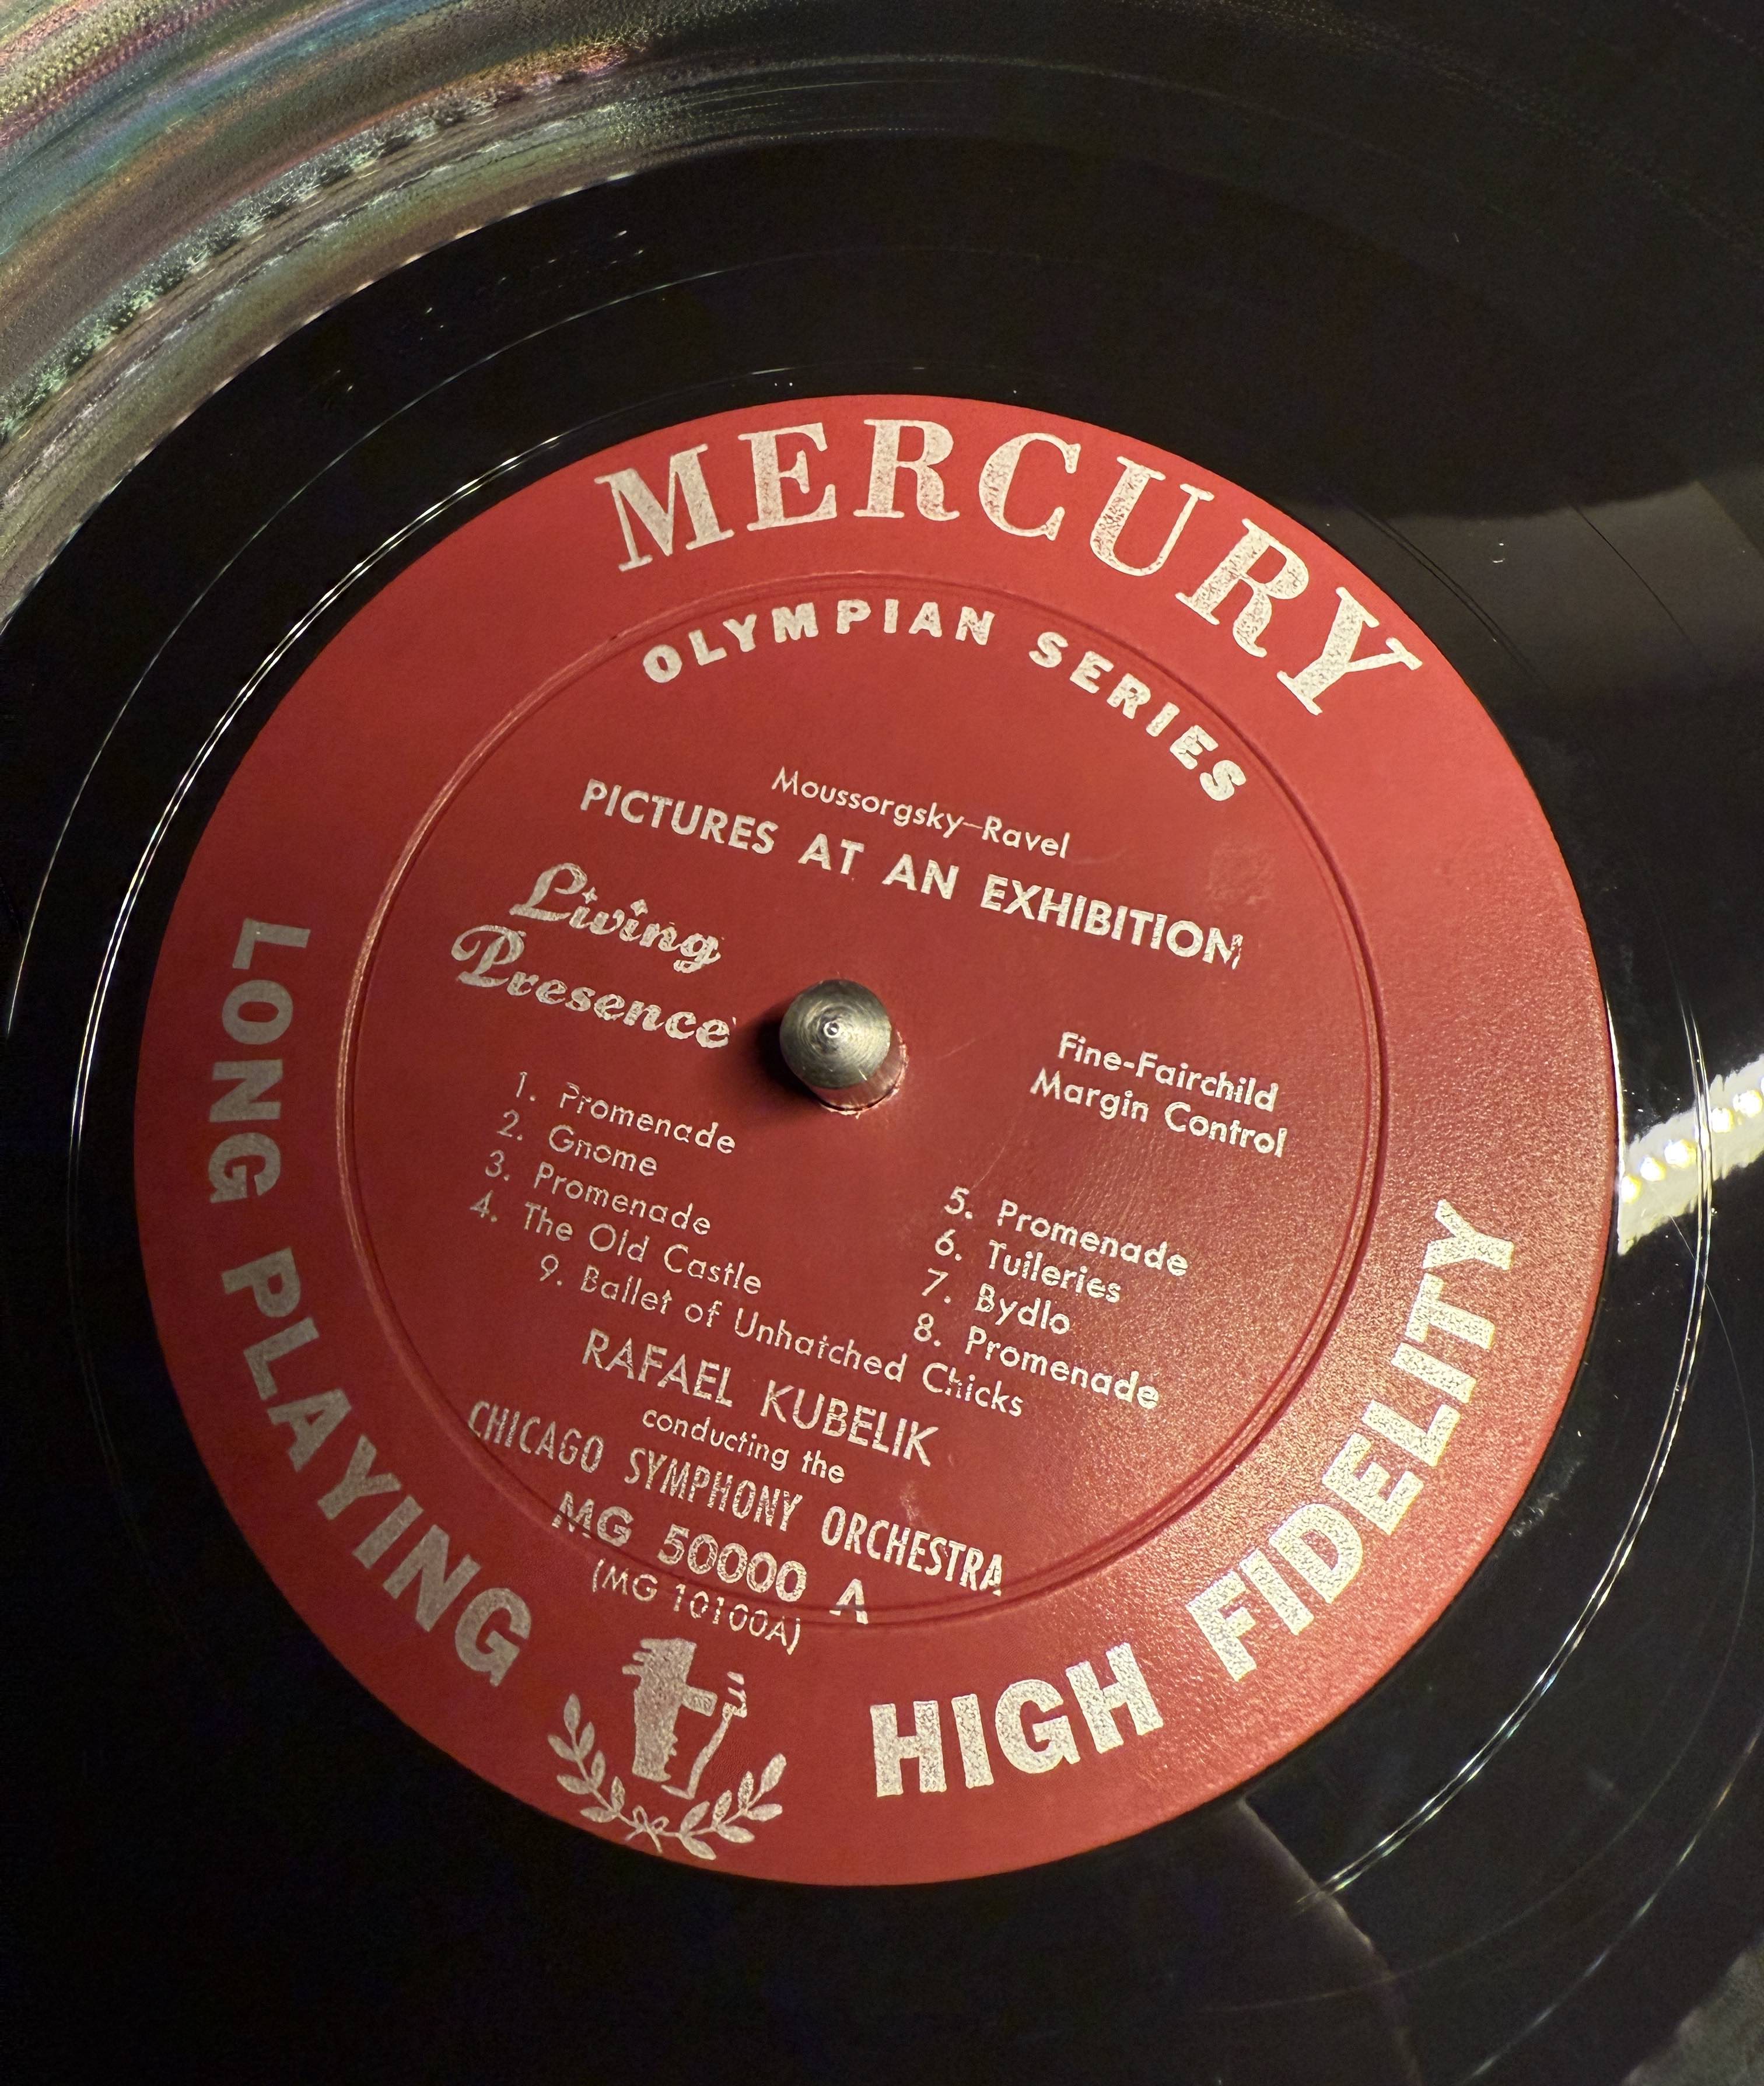 MERCURY
OLYMPIAN SERIES
Moussorgsky-Ravel
PICTURES AT AN EXHIBITION
Living
Presence
Fine-Fairchild
Margin Control
1. Promenade
2. Gnome
3. Promenade
4. The Old Castle
5. Promenade
6. Tuileries
7. Bydlo
8. Promenade
9. Ballet of Unhatched Chicks
RAFAEL KUBELIK
conducting the
CHICAGO SYMPHONY ORCHESTRA
MG 50000 A
(MG 10100A)
LONG PLAYING
HIGH FIDELITY